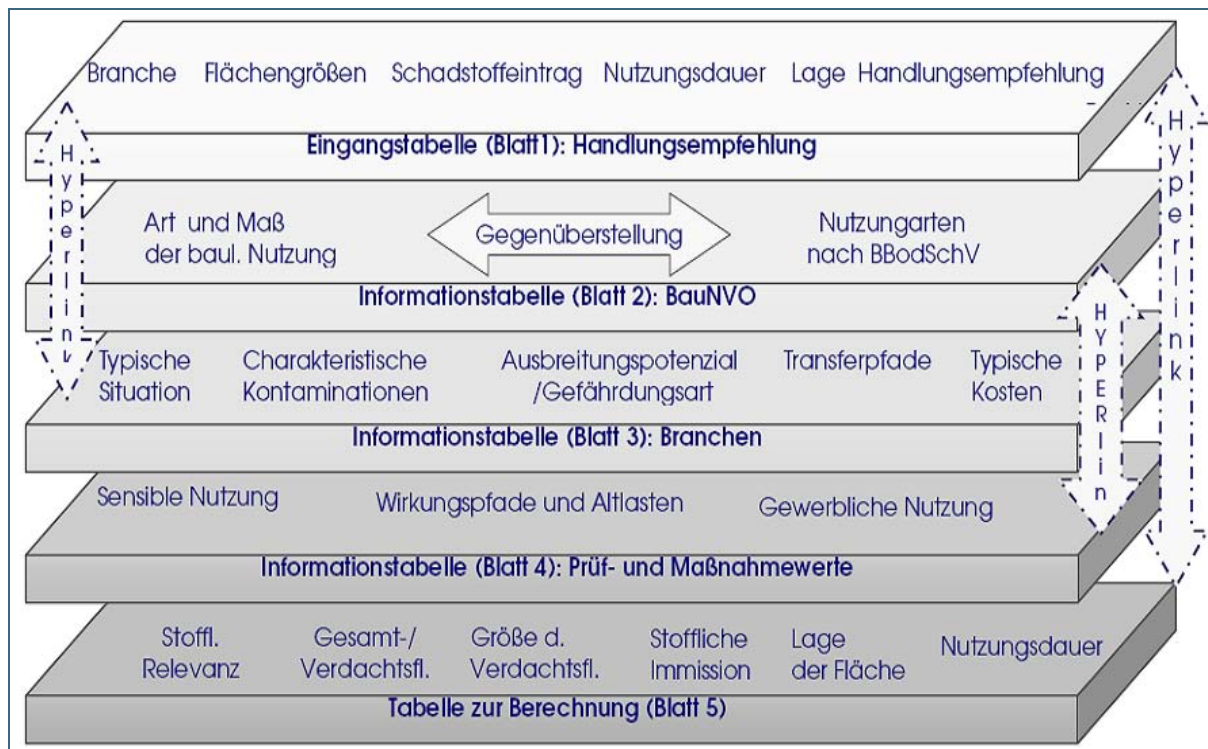 Branche Flächengrößen Schadstoffeintrag Nutzungsdauer Lage Handlungsempfehlung
Eingangstabelle (Blatt1): Handlungsempfehlung
Hyperlink
Hyperlink
Art und Maß
der baul. Nutzung
Gegenüberstellung
Nutzungarten
nach BBodSchV
Informationstabelle (Blatt 2): BauNVO
HYPERlin
Typische
Situation
Charakteristische
Kontaminationen
Ausbreitungspotenzial
/Gefährdungsart
Transferpfade
Typische
Kosten
Informationstabelle (Blatt 3): Branchen
Sensible Nutzung
Wirkungspfade und Altlasten
Gewerbliche Nutzung
Informationstabelle (Blatt 4): Prüf- und Maßnahmewerte
Stoffl.
Relevanz
Gesamt-/
Verdachtsfl.
Größe d.
Verdachtsfl.
Stoffliche
Immission
Lage
der Fläche
Nutzungsdauer
Tabelle zur Berechnung (Blatt 5)